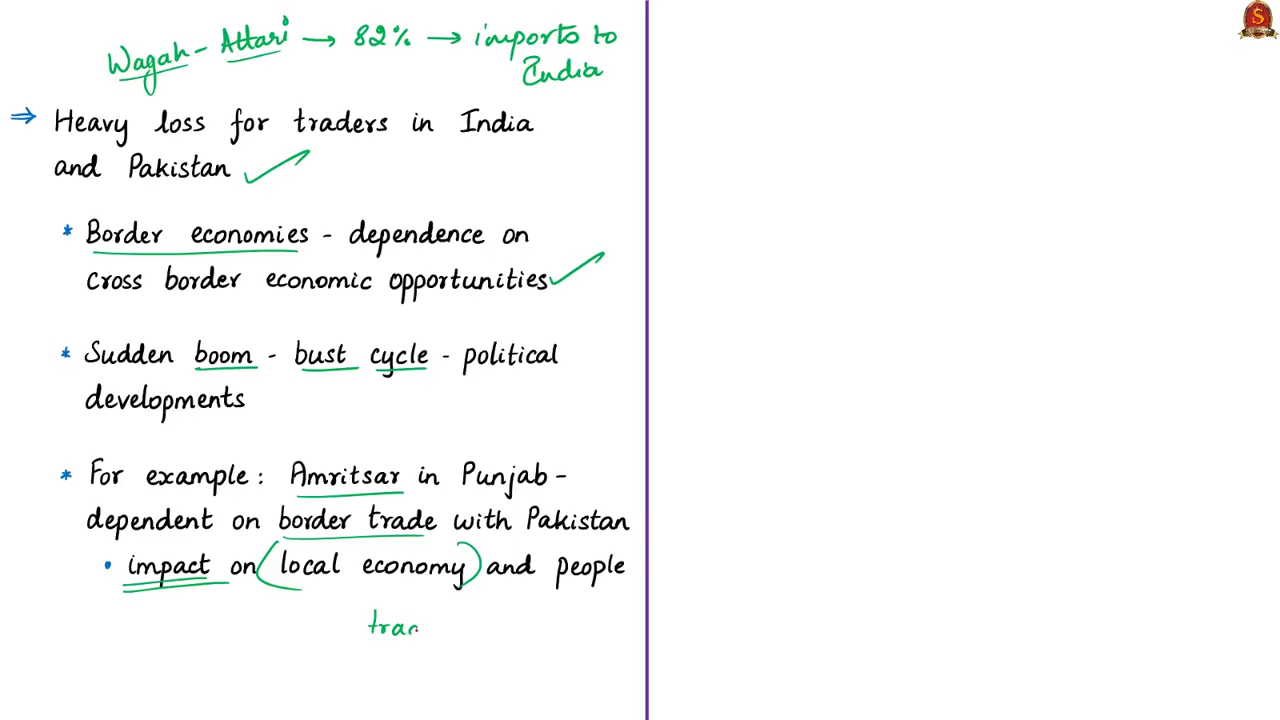 Wagah - Attari → 82% → imports to
India
⇒ Heavy loss for traders in India
and Pakistan
* Border economies - dependence on
cross border economic opportunities
* Sudden boom - bust cycle - political
developments
* For example : Amritsar in Punjab -
dependent on border trade with Pakistan
• impact on (local economy) and people
S